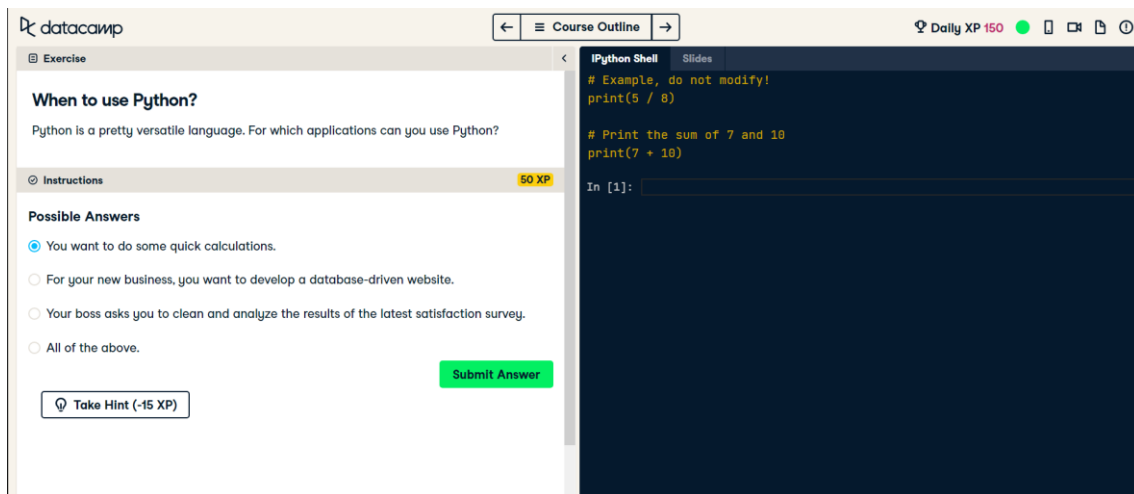 datacamp
← ≡ Course Outline →
Daily XP 150
Exercise
When to use Python?
Python is a pretty versatile language. For which applications can you use Python?
Instructions
50 XP
Possible Answers
You want to do some quick calculations.
For your new business, you want to develop a database-driven website.
Your boss asks you to clean and analyze the results of the latest satisfaction survey.
All of the above.
Submit Answer
Take Hint (-15 XP)
IPython Shell Slides
# Example, do not modify!
print(5 / 8)
# Print the sum of 7 and 10
print(7 + 10)
In [1]: